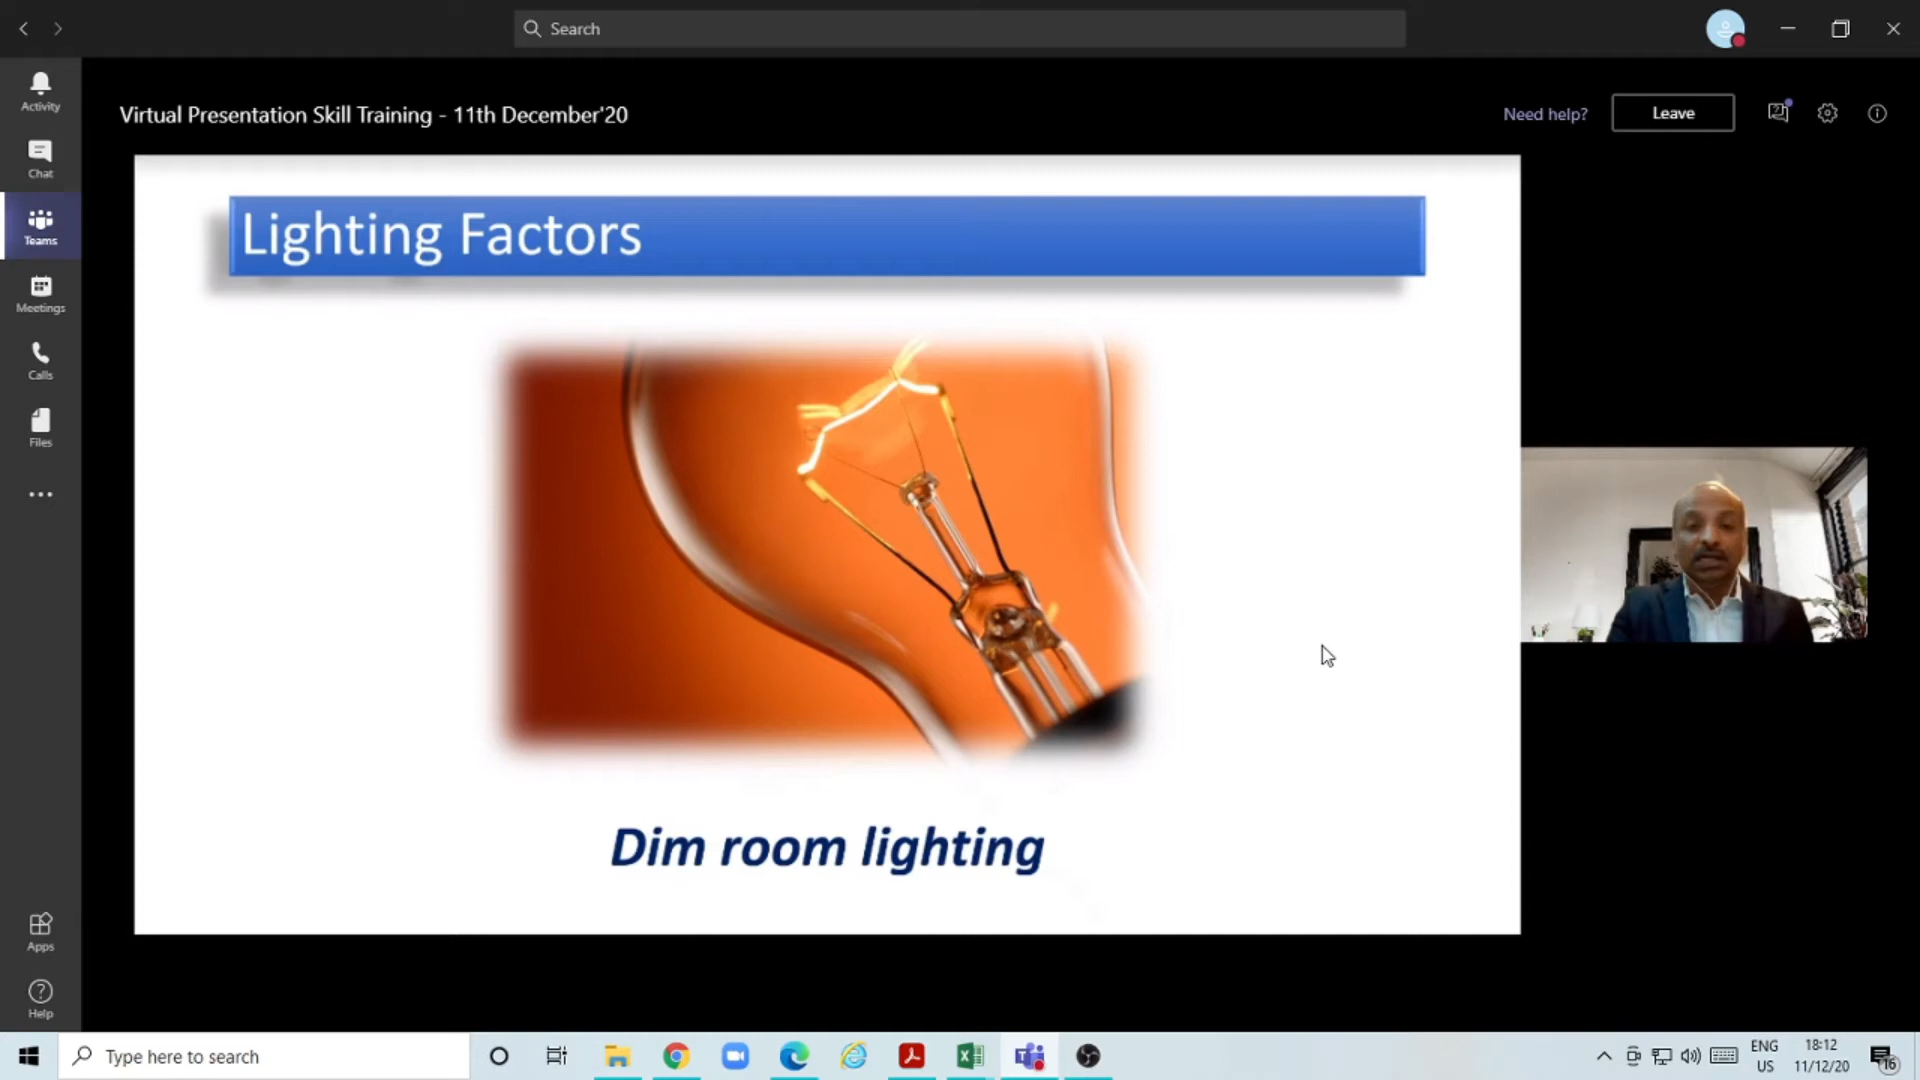 Search
Activity
Chat
Teams
Meetings
Calls
Files
Apps
Help
Virtual Presentation Skill Training - 11th December'20
Need help?
Leave
Lighting Factors
Dim room lighting
Type here to search
ENG
US
18:12
11/12/20
16